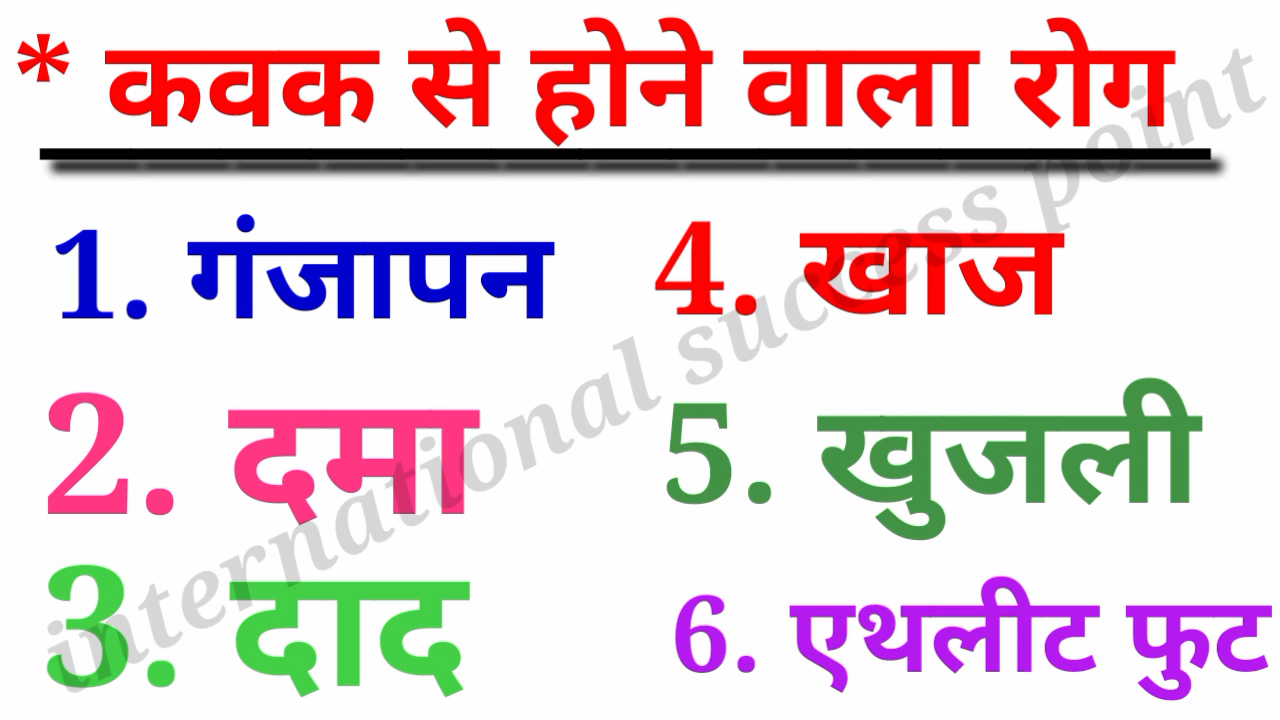 * कवक से होने वाला रोग
1. गंजापन
2. दमा
3. दाद
4. खाज
5. खुजली
6. एथलीट फुट
international success point